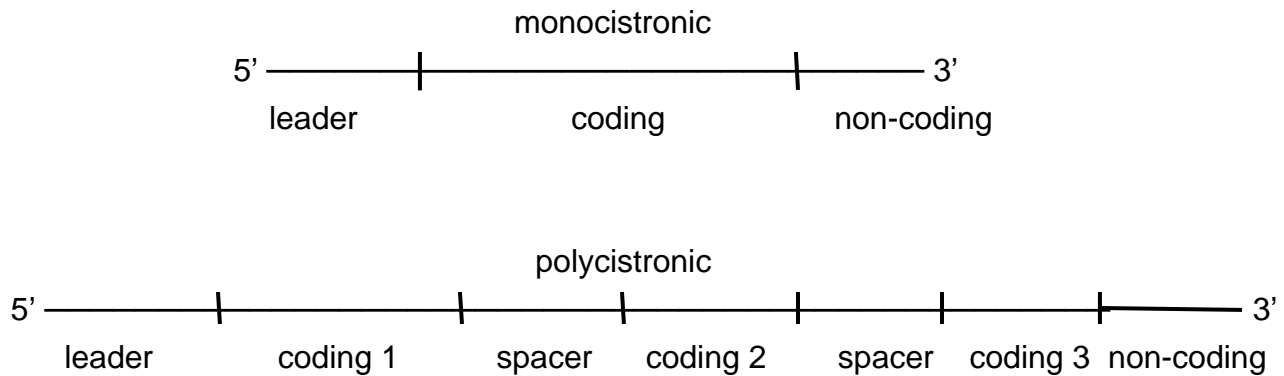 monocistronic
5’ 3’
leader coding non-coding
polycistronic
5’ 3’
leader coding 1 spacer coding 2 spacer coding 3 non-coding